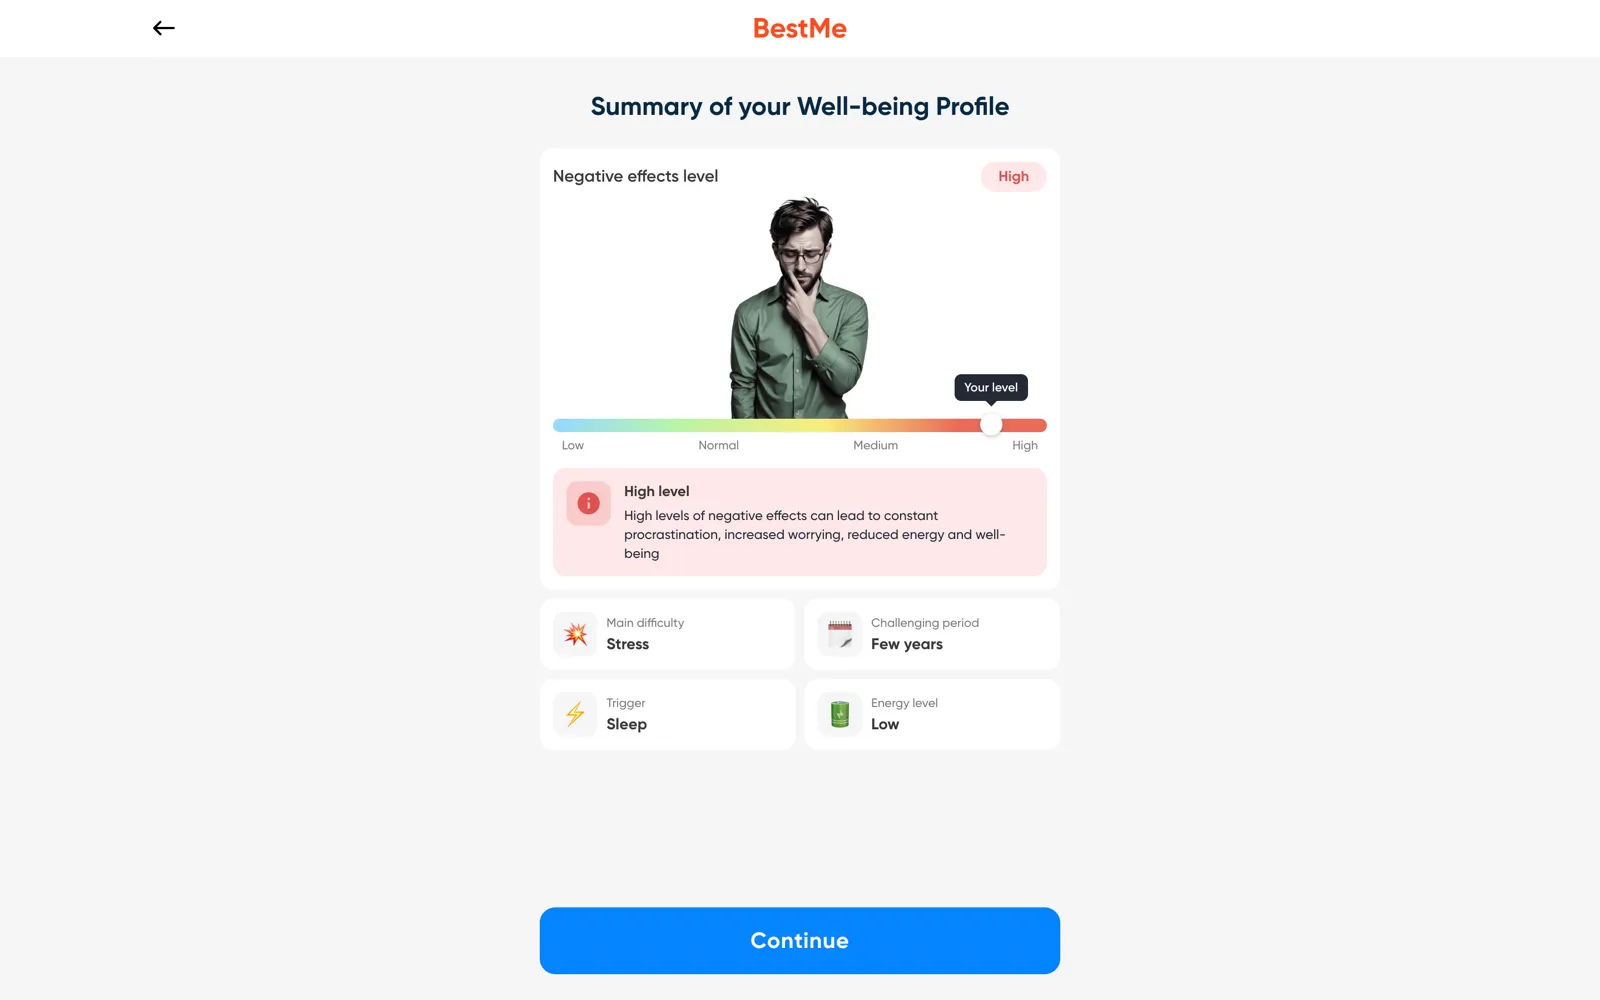 BestMe
Summary of your Well-being Profile
Negative effects level
High
Your level
Low
Normal
Medium
High
High level
High levels of negative effects can lead to constant
procrastination, increased worrying, reduced energy and well-
being
Main difficulty
Stress
Challenging period
Few years
Trigger
Sleep
Energy level
Low
Continue